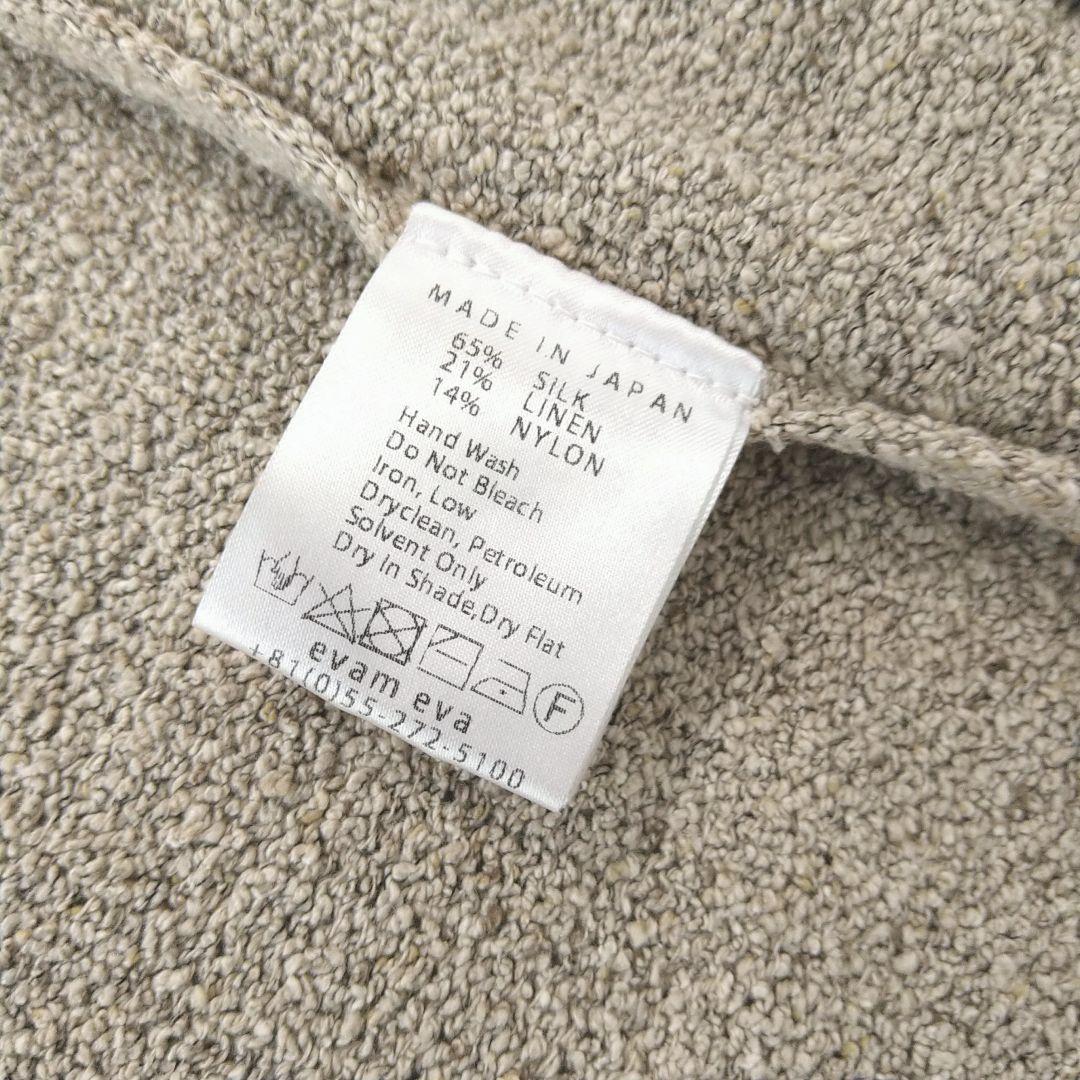 MADE IN JAPAN
65% SILK
21% LINEN
14% NYLON
Hand Wash
Do Not Bleach
Iron, Low
Dryclean, Petroleum
Solvent Only
Dry In Shade,Dry Flat
F
evam eva
+81(0)55-272-5100